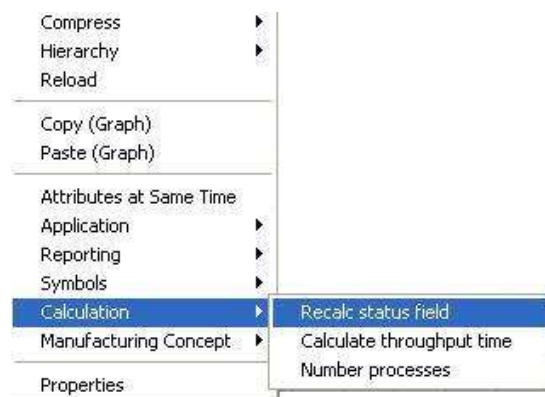 Compress
Hierarchy
Reload
Copy (Graph)
Paste (Graph)
Attributes at Same Time
Application
Reporting
Symbols
Calculation
Manufacturing Concept
Properties
Recalc status field
Calculate throughput time
Number processes